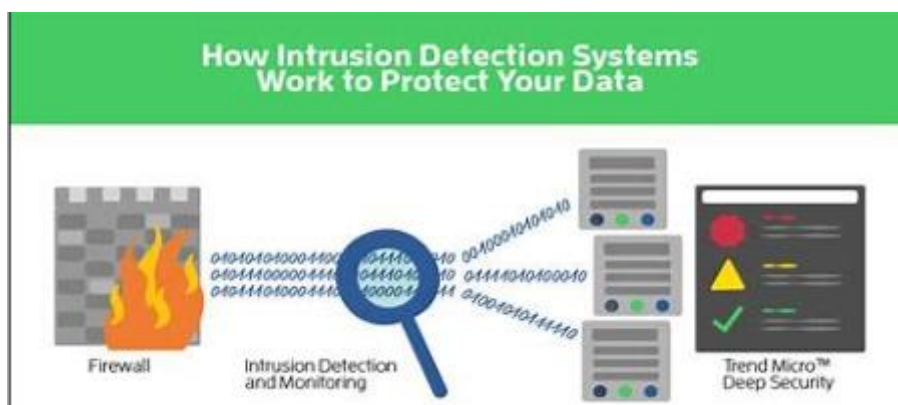 How Intrusion Detection Systems
Work to Protect Your Data
Firewall
Intrusion Detection
and Monitoring
Trend Micro™
Deep Security